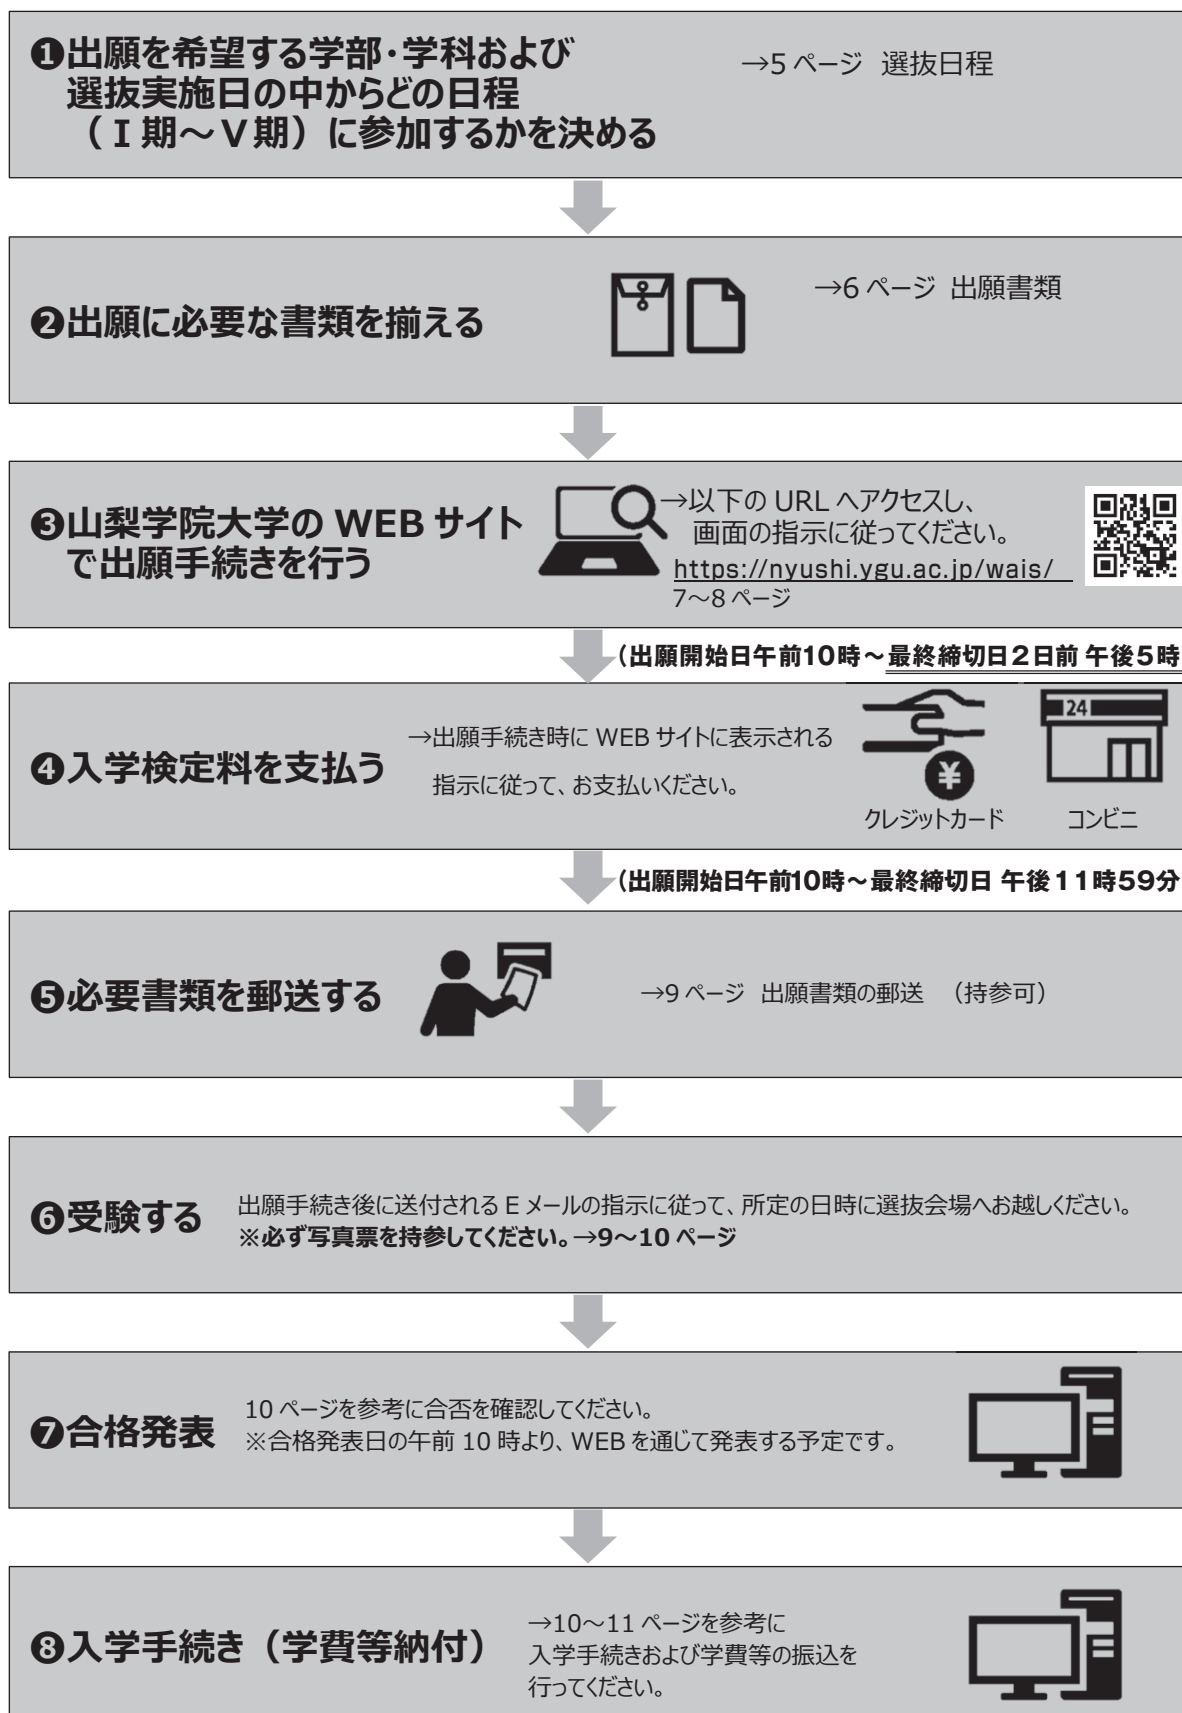 ❶出願を希望する学部・学科および
選抜実施日の中からどの日程
（Ⅰ期～Ⅴ期）に参加するかを決める
→5 ページ 選抜日程
❷出願に必要な書類を揃える
→6 ページ 出願書類
❸山梨学院大学の WEB サイト
で出願手続きを行う
→以下の URL へアクセスし、
画面の指示に従ってください。
https://nyushi.ygu.ac.jp/wais/
7～8 ページ
（出願開始日午前10時～最終締切日2日前 午後5時
❹入学検定料を支払う
→出願手続き時に WEB サイトに表示される
指示に従って、お支払いください。
24
¥
クレジットカード
コンビニ
（出願開始日午前10時～最終締切日 午後11時59分
❺必要書類を郵送する
→9 ページ 出願書類の郵送 （持参可）
❻受験する
出願手続き後に送付される E メールの指示に従って、所定の日時に選抜会場へお越しください。
※必ず写真票を持参してください。→9～10 ページ
❼合格発表
10 ページを参考に合否を確認してください。
※合格発表日の午前 10 時より、WEB を通じて発表する予定です。
❽入学手続き（学費等納付）
→10～11 ページを参考に
入学手続きおよび学費等の振込を
行ってください。